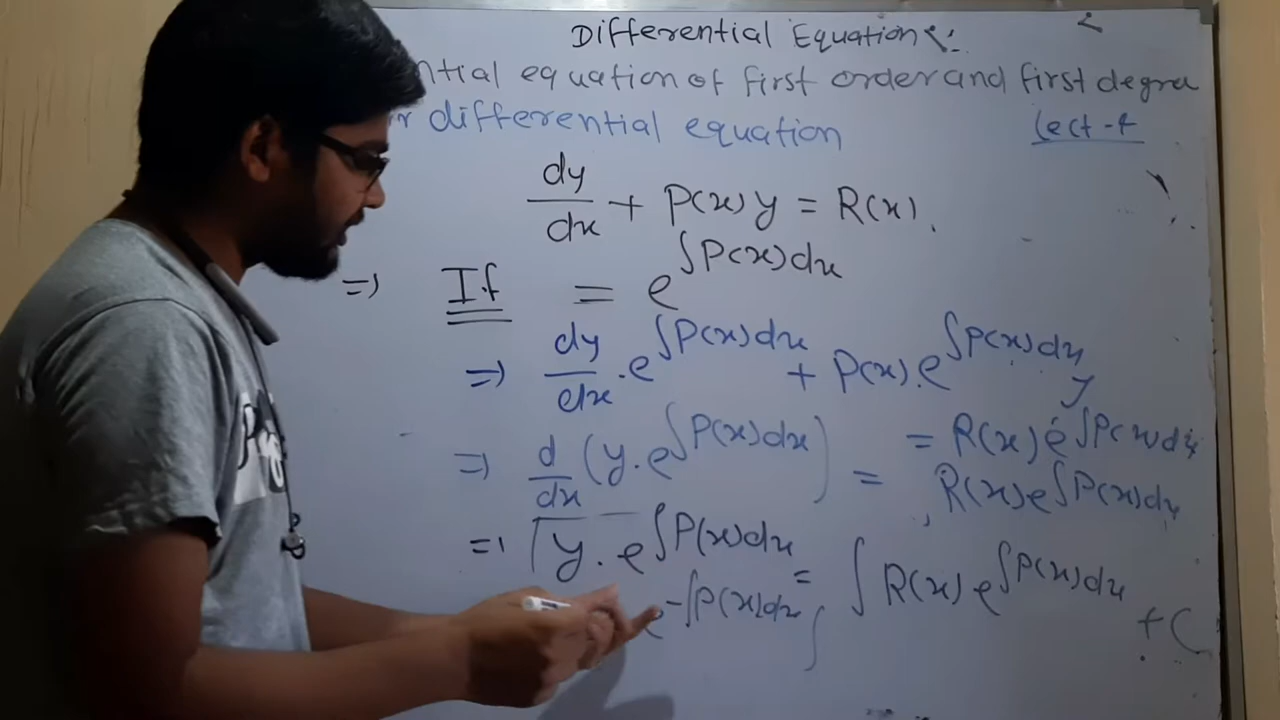 Differential Equation :-
ntial equation of first order and first degre
r differential equation
Lect-4
dy/dx + P(x) y = R(x).
=> If = e^∫P(x)dx
=> dy/dx . e^∫P(x)dx + P(x) . e^∫P(x)dx y
= R(x) e^∫P(x)dx
=> d/dx (y. e^∫P(x)dx) = R(x) e^∫P(x)dx
=> y. e^∫P(x)dx = ∫ R(x) e^∫P(x)dx + C
e^-∫P(x)dx ∫